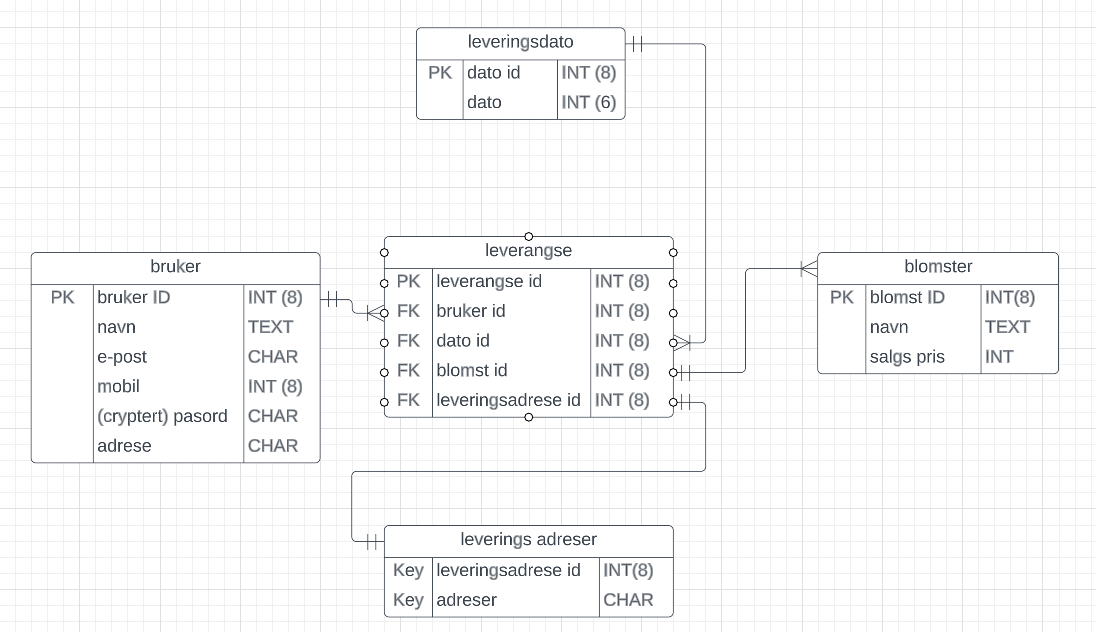 leveringsdato
PK dato id INT (8)
dato INT (6)
bruker
PK bruker ID INT (8)
navn TEXT
e-post CHAR
mobil INT (8)
(cryptert) pasord CHAR
adrese CHAR
leverangse
PK leverangse id INT (8)
FK bruker id INT (8)
FK dato id INT (8)
FK blomst id INT (8)
FK leveringsadrese id INT (8)
blomster
PK blomst ID INT(8)
navn TEXT
salgs pris INT
leverings adreser
Key leveringsadrese id INT(8)
Key adreser CHAR